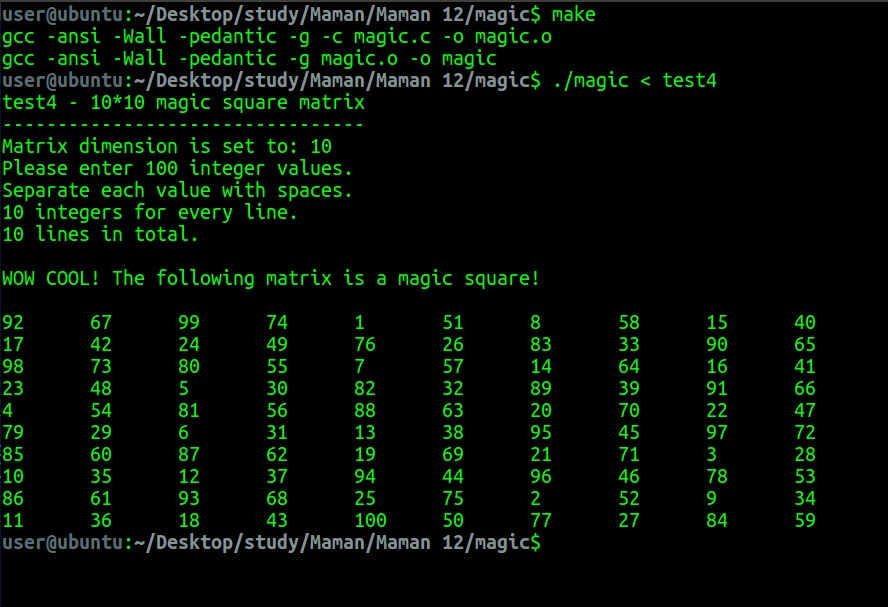 user@ubuntu:~/Desktop/study/Maman/Maman 12/magic$ make
gcc -ansi -Wall -pedantic -g -c magic.c -o magic.o
gcc -ansi -Wall -pedantic -g magic.o -o magic
user@ubuntu:~/Desktop/study/Maman/Maman 12/magic$ ./magic < test4
test4 - 10*10 magic square matrix
---------------------------------
Matrix dimension is set to: 10
Please enter 100 integer values.
Separate each value with spaces.
10 integers for every line.
10 lines in total.

WOW COOL! The following matrix is a magic square!

92 67 99 74 1 51 8 58 15 40
17 42 24 49 76 26 83 33 90 65
98 73 80 55 7 57 14 64 16 41
23 48 5 30 82 32 89 39 91 66
4 54 81 56 88 63 20 70 22 47
79 29 6 31 13 38 95 45 97 72
85 60 87 62 19 69 21 71 3 28
10 35 12 37 94 44 96 46 78 53
86 61 93 68 25 75 2 52 9 34
11 36 18 43 100 50 77 27 84 59
user@ubuntu:~/Desktop/study/Maman/Maman 12/magic$